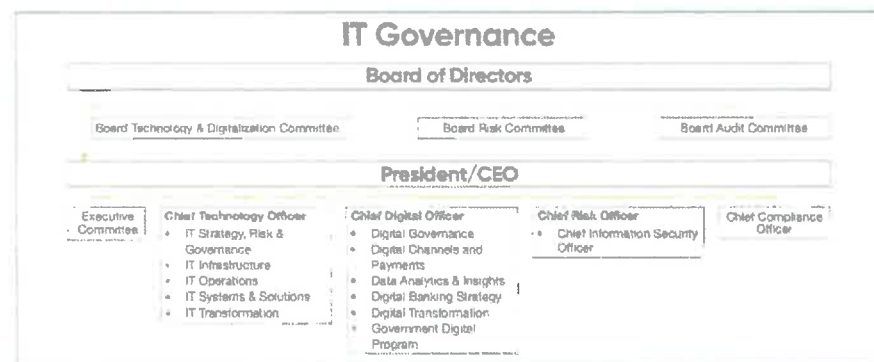 IT Governance
Board of Directors
Board Technology & Digitalization Committee
Board Risk Committee
Board Audit Committee
President/CEO
Executive
Committee
Chief Technology Officer
• IT Strategy, Risk &
Governance
• IT Infrastructure
• IT Operations
• IT Systems & Solutions
• IT Transformation
Chief Digital Officer
• Digital Governance
• Digital Channels and
Payments
• Data Analytics & Insights
• Digital Banking Strategy
• Digital Transformation
• Government Digital
Program
Chief Risk Officer
• Chief Information Security
Officer
Chief Compliance
Officer